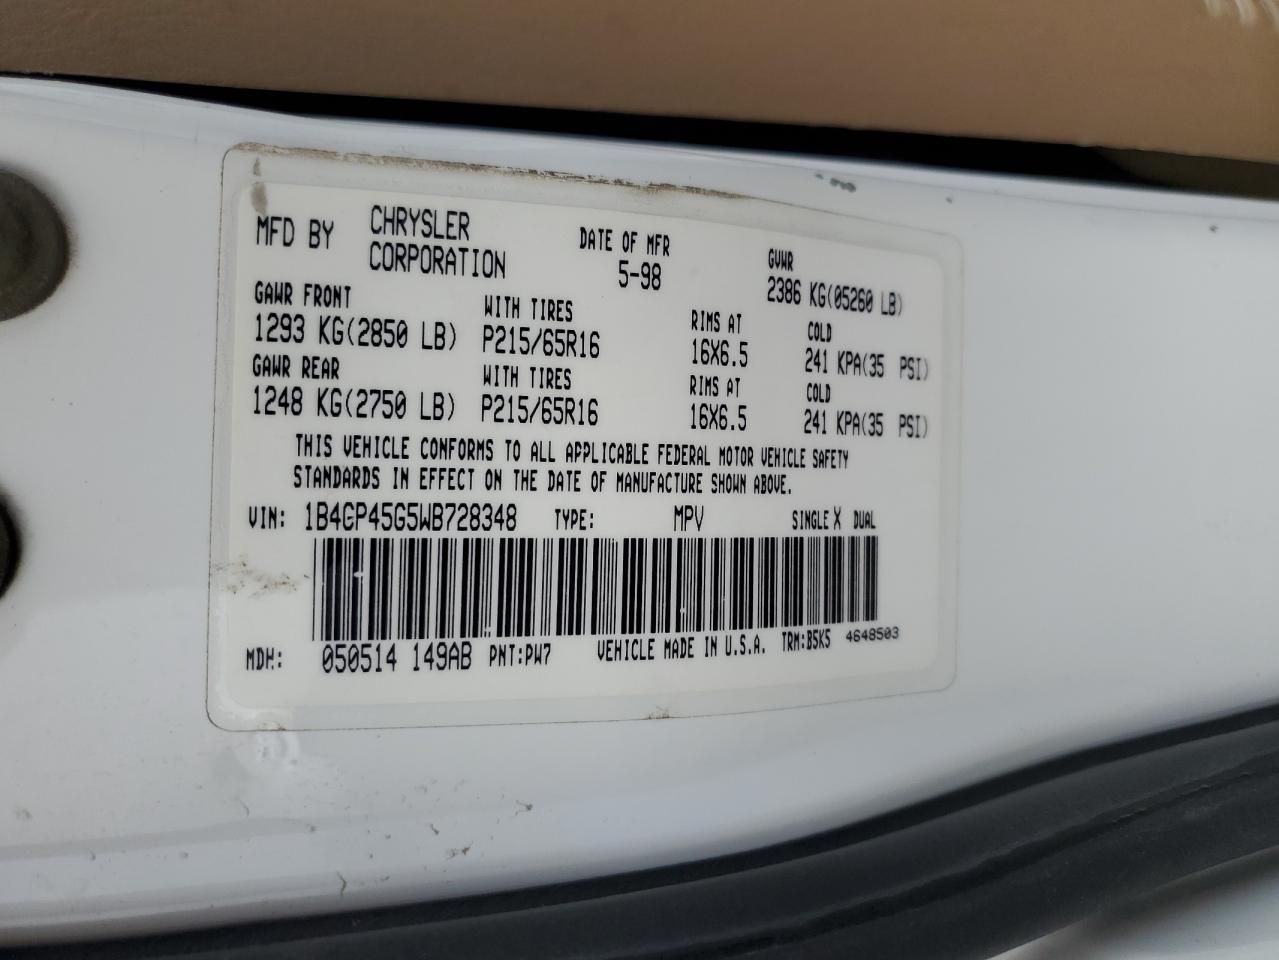 MFD BY CHRYSLER CORPORATION DATE OF MFR 5-98 GVWR 2386 KG(05260 LB)
GAWR FRONT WITH TIRES RIMS AT COLD
1293 KG(2850 LB) P215/65R16 16X6.5 241 KPA(35 PSI)
GAWR REAR WITH TIRES RIMS AT COLD
1248 KG(2750 LB) P215/65R16 16X6.5 241 KPA(35 PSI)
THIS VEHICLE CONFORMS TO ALL APPLICABLE FEDERAL MOTOR VEHICLE SAFETY
STANDARDS IN EFFECT ON THE DATE OF MANUFACTURE SHOWN ABOVE.
VIN: 1B4GP45G5WB728348 TYPE: MPV SINGLE X DUAL
MDH: 050514 149AB PNT:PW7 VEHICLE MADE IN U.S.A. TRM:B5K5 4648503